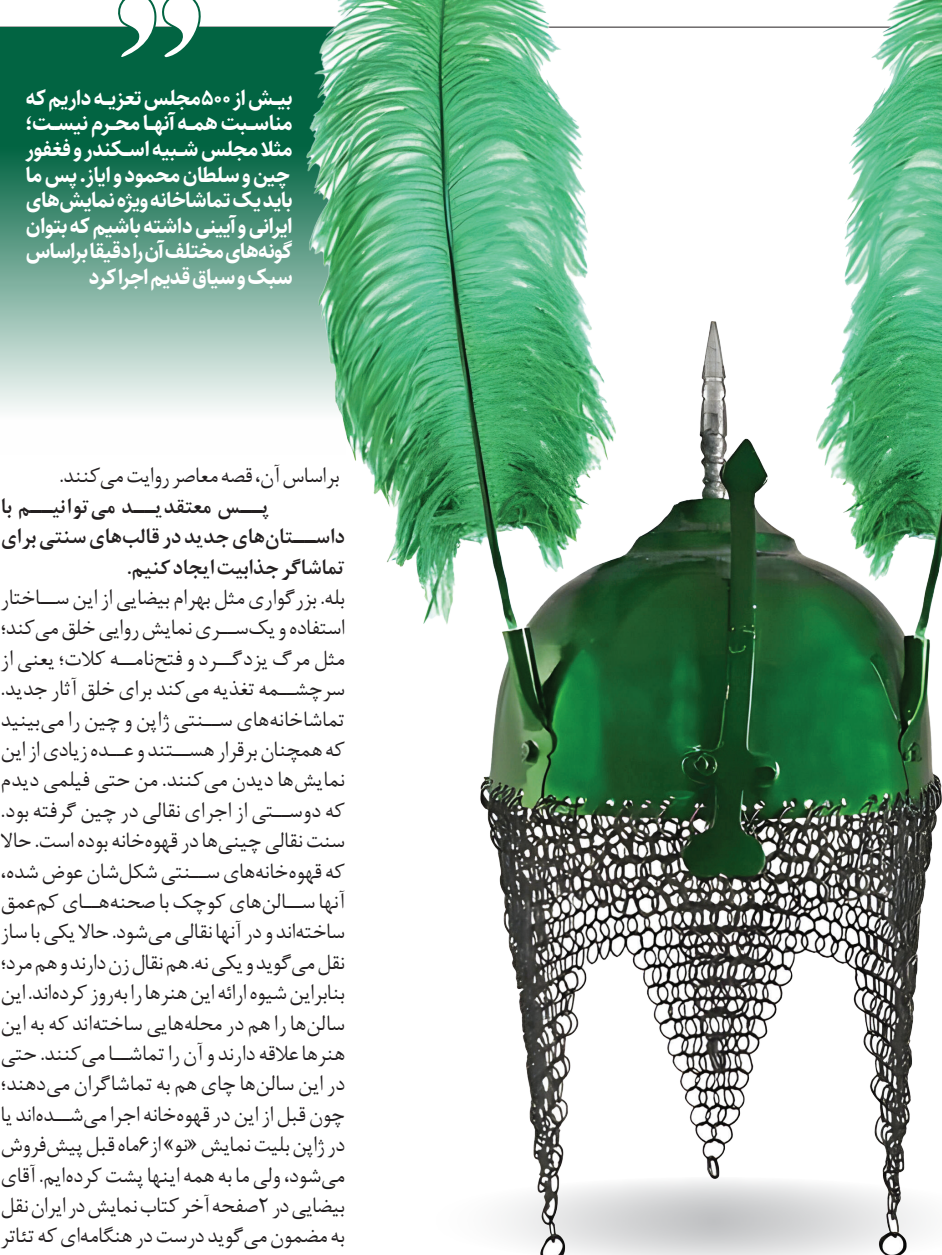 ”
بیش از ۵۰۰مجلس تعزیه داریم که
مناسبت همه آنها محرم نیست؛
مثلا مجلس شبیه اسکندر و فغفور
چین و سلطان محمود و ایاز. پس ما
باید یک تماشاخانه ویژه نمایش‌های
ایرانی و آیینی داشته باشیم که بتوان
گونه‌های مختلف آن را دقیقا براساس
سبک و سیاق قدیم اجرا کرد
براساس آن، قصه معاصر روایت می‌کنند.
پس معتقدید می‌توانیم با
داستان‌های جدید در قالب‌های سنتی برای
تماشاگر جذابیت ایجاد کنیم.
بله. بزرگواری مثل بهرام بیضایی از این ساختار
استفاده و یک‌سری نمایش روایی خلق می‌کند؛
مثل مرگ یزدگرد و فتح‌نامه کلات؛ یعنی از
سرچشمه تغذیه می‌کند برای خلق آثار جدید.
تماشاخانه‌های سنتی ژاپن و چین را می‌بینید
که همچنان برقرار هستند و عده زیادی از این
نمایش‌ها دیدن می‌کنند. من حتی فیلمی دیدم
که دوستی از اجرای نقالی در چین گرفته بود.
سنت نقالی چینی‌ها در قهوه‌خانه بوده است. حالا
که قهوه‌خانه‌های سنتی شکل‌شان عوض شده،
آنها سالن‌های کوچک با صحنه‌های کم‌عمق
ساخته‌اند و در آنها نقالی می‌شود. حالا یکی با ساز
نقل می‌گوید و یکی نه. هم نقال زن دارند و هم مرد؛
بنابراین شیوه ارائه این هنرها را به‌روز کرده‌اند. این
سالن‌ها را هم در محله‌هایی ساخته‌اند که به این
هنرها علاقه دارند و آن را تماشا می‌کنند. حتی
در این سالن‌ها چای هم به تماشاگران می‌دهند؛
چون قبل از این در قهوه‌خانه اجرا می‌شده‌اند یا
در ژاپن بلیت نمایش «نو» از ۶ماه قبل پیش‌فروش
می‌شود، ولی ما به همه اینها پشت کرده‌ایم. آقای
بیضایی در ۲صفحه آخر کتاب نمایش در ایران نقل
به مضمون می‌گوید درست در هنگامه‌ای که تئاتر